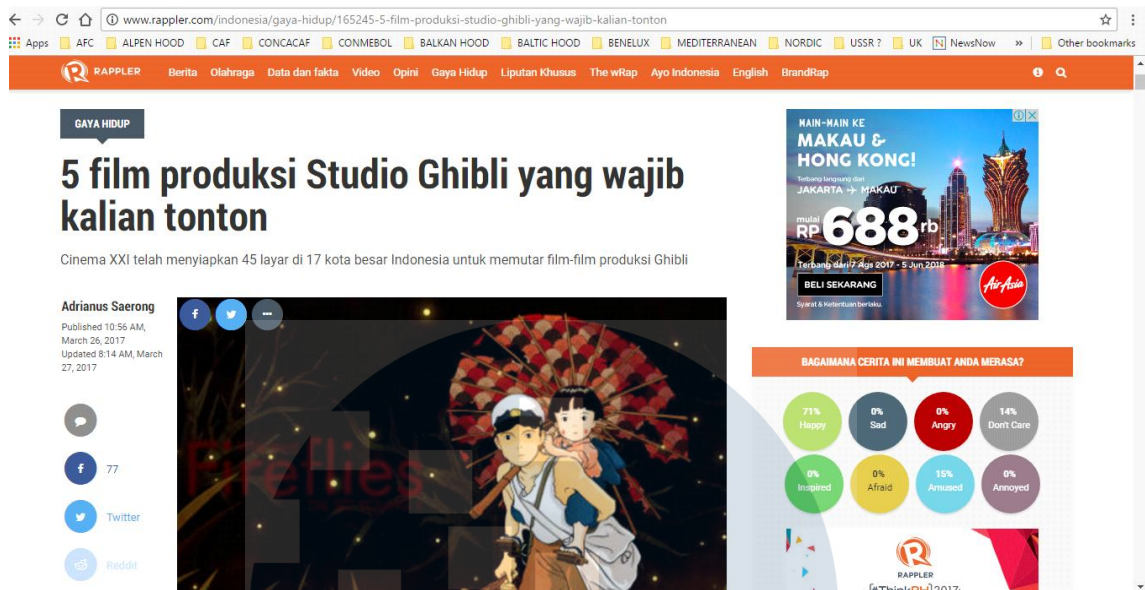 www.rappler.com/indonesia/gaya-hidup/165245-5-film-produksi-studio-ghibli-yang-wajib-kalian-tonton
Apps AFC ALPEN HOOD CAF CONCACAF CONMEBOL BALKAN HOOD BALTIC HOOD BENELUX MEDITERRANEAN NORDIC USSR ? UK N NewsNow » Other bookmarks
R RAPPLER Berita Olahraga Data dan fakta Video Opini Gaya Hidup Liputan Khusus The wRap Ayo Indonesia English BrandRap
GAYA HIDUP
5 film produksi Studio Ghibli yang wajib
kalian tonton
Cinema XXI telah menyiapkan 45 layar di 17 kota besar Indonesia untuk memutar film-film produksi Ghibli
Adrianus Saerong
Published 10:56 AM,
March 26, 2017
Updated 8:14 AM, March
27, 2017
f 77
Twitter
Reddit
Fireflies
MAIN-MAIN KE
MAKAU &
HONG KONG!
Terbang langsung dari
JAKARTA → MAKAU
mulai
RP 688 rb
Terbang dari 7 Ags 2017 - 5 Jun 2018
BELI SEKARANG
Syarat & Ketentuan berlaku.
AirAsia
BAGAIMANA CERITA INI MEMBUAT ANDA MERASA?
71% 0% 0% 14%
Happy Sad Angry Don't Care
0% 0% 15% 0%
Inspired Afraid Amused Annoyed
R
RAPPLER
[#ThinkPH]2017: